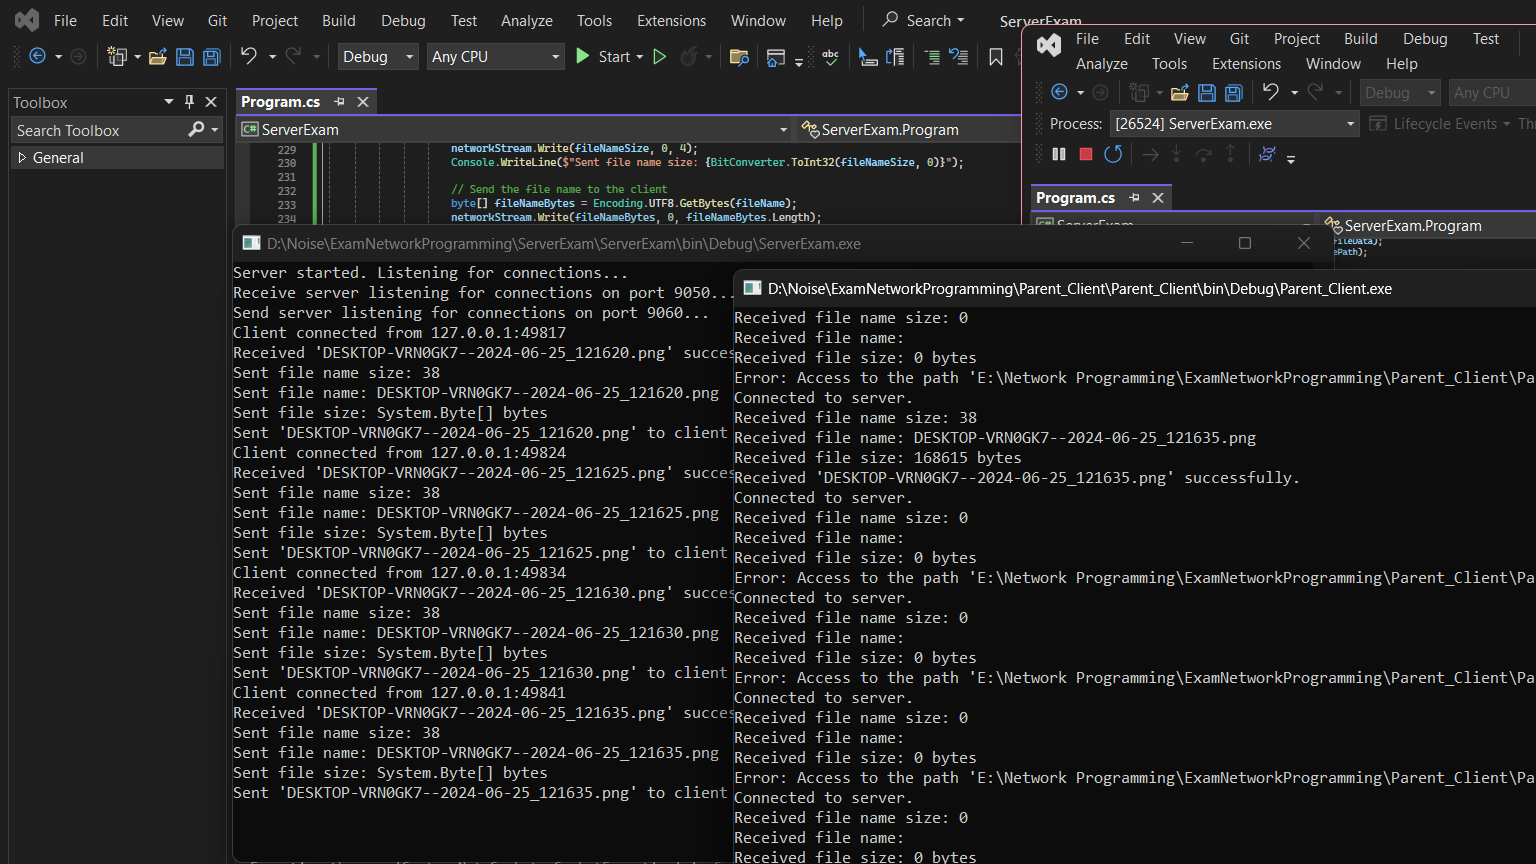 File Edit View Git Project Build Debug Test Analyze Tools Extensions Window Help Search ServerExam
Debug Any CPU Start
Toolbox
Search Toolbox
General
Program.cs
C# ServerExam
ServerExam.Program
229 networkStream.Write(fileNameSize, 0, 4);
230 Console.WriteLine($"Sent file name size: {BitConverter.ToInt32(fileNameSize, 0)}");
231
232 // Send the file name to the client
233 byte[] fileNameBytes = Encoding.UTF8.GetBytes(fileName);
234 networkStream.Write(fileNameBytes, 0, fileNameBytes.Length);
File Edit View Git Project Build Debug Test
Analyze Tools Extensions Window Help
Debug Any CPU
Process: [26524] ServerExam.exe Lifecycle Events
Program.cs
ServerExam
ServerExam.Program
D:\Noise\ExamNetworkProgramming\ServerExam\ServerExam\bin\Debug\ServerExam.exe
Server started. Listening for connections...
Receive server listening for connections on port 9050...
Send server listening for connections on port 9060...
Client connected from 127.0.0.1:49817
Received 'DESKTOP-VRN0GK7--2024-06-25_121620.png' succes
Sent file name size: 38
Sent file name: DESKTOP-VRN0GK7--2024-06-25_121620.png
Sent file size: System.Byte[] bytes
Sent 'DESKTOP-VRN0GK7--2024-06-25_121620.png' to client
Client connected from 127.0.0.1:49824
Received 'DESKTOP-VRN0GK7--2024-06-25_121625.png' succes
Sent file name size: 38
Sent file name: DESKTOP-VRN0GK7--2024-06-25_121625.png
Sent file size: System.Byte[] bytes
Sent 'DESKTOP-VRN0GK7--2024-06-25_121625.png' to client
Client connected from 127.0.0.1:49834
Received 'DESKTOP-VRN0GK7--2024-06-25_121630.png' succes
Sent file name size: 38
Sent file name: DESKTOP-VRN0GK7--2024-06-25_121630.png
Sent file size: System.Byte[] bytes
Sent 'DESKTOP-VRN0GK7--2024-06-25_121630.png' to client
Client connected from 127.0.0.1:49841
Received 'DESKTOP-VRN0GK7--2024-06-25_121635.png' succes
Sent file name size: 38
Sent file name: DESKTOP-VRN0GK7--2024-06-25_121635.png
Sent file size: System.Byte[] bytes
Sent 'DESKTOP-VRN0GK7--2024-06-25_121635.png' to client
D:\Noise\ExamNetworkProgramming\Parent_Client\Parent_Client\bin\Debug\Parent_Client.exe
Received file name size: 0
Received file name:
Received file size: 0 bytes
Error: Access to the path 'E:\Network Programming\ExamNetworkProgramming\Parent_Client\Pa
Connected to server.
Received file name size: 38
Received file name: DESKTOP-VRN0GK7--2024-06-25_121635.png
Received file size: 168615 bytes
Received 'DESKTOP-VRN0GK7--2024-06-25_121635.png' successfully.
Connected to server.
Received file name size: 0
Received file name:
Received file size: 0 bytes
Error: Access to the path 'E:\Network Programming\ExamNetworkProgramming\Parent_Client\Pa
Connected to server.
Received file name size: 0
Received file name:
Received file size: 0 bytes
Error: Access to the path 'E:\Network Programming\ExamNetworkProgramming\Parent_Client\Pa
Connected to server.
Received file name size: 0
Received file name:
Received file size: 0 bytes
Error: Access to the path 'E:\Network Programming\ExamNetworkProgramming\Parent_Client\Pa
Connected to server.
Received file name size: 0
Received file name:
Received file size: 0 bytes